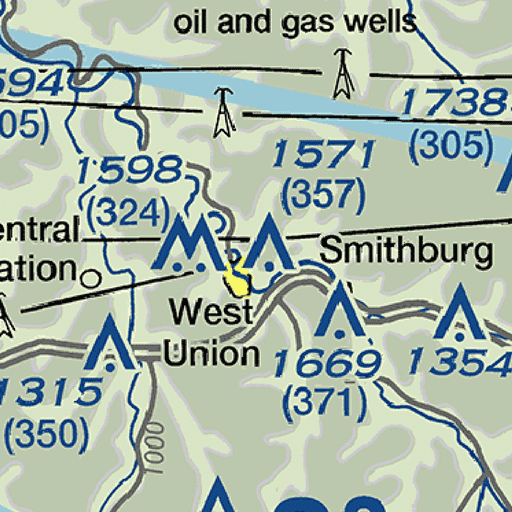 oil and gas wells
594
1738
05)
(305)
1598
1571
(324)
(357)
entral
Smithburg
ation
West
Union
1669
1354
1315
(371)
(350)
1000